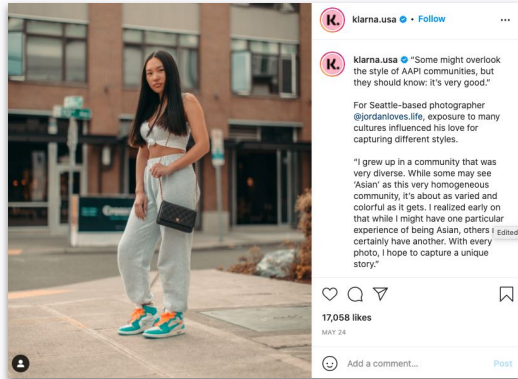 K.
klarna.usa • Follow
K.
klarna.usa “Some might overlook
the style of AAPI communities, but
they should know: it's very good.”
For Seattle-based photographer
@jordanloves.life, exposure to many
cultures influenced his love for
capturing different styles.
“I grew up in a community that was
very diverse. While some may see
‘Asian’ as this very homogeneous
community, it's about as varied and
colorful as it gets. I realized early on
that while I might have one particular
experience of being Asian, others
Edited
certainly have another. With every
photo, I hope to capture a unique
story.”
17,058 likes
MAY 24
Add a comment...
Post